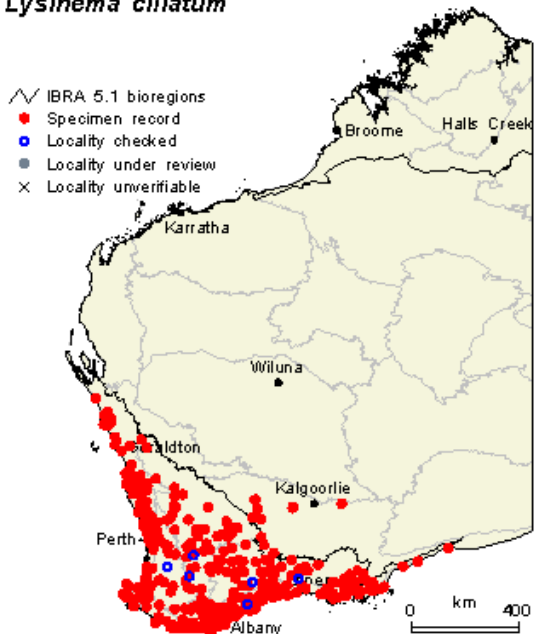 Lysinema ciliatum
IBRA 5.1 bioregions
Specimen record
Locality checked
Locality under review
Locality unverifiable
Broome
Halls Creek
Karratha
Wiluna
Geraldton
Kalgoorlie
Perth
Albany
0 km 400